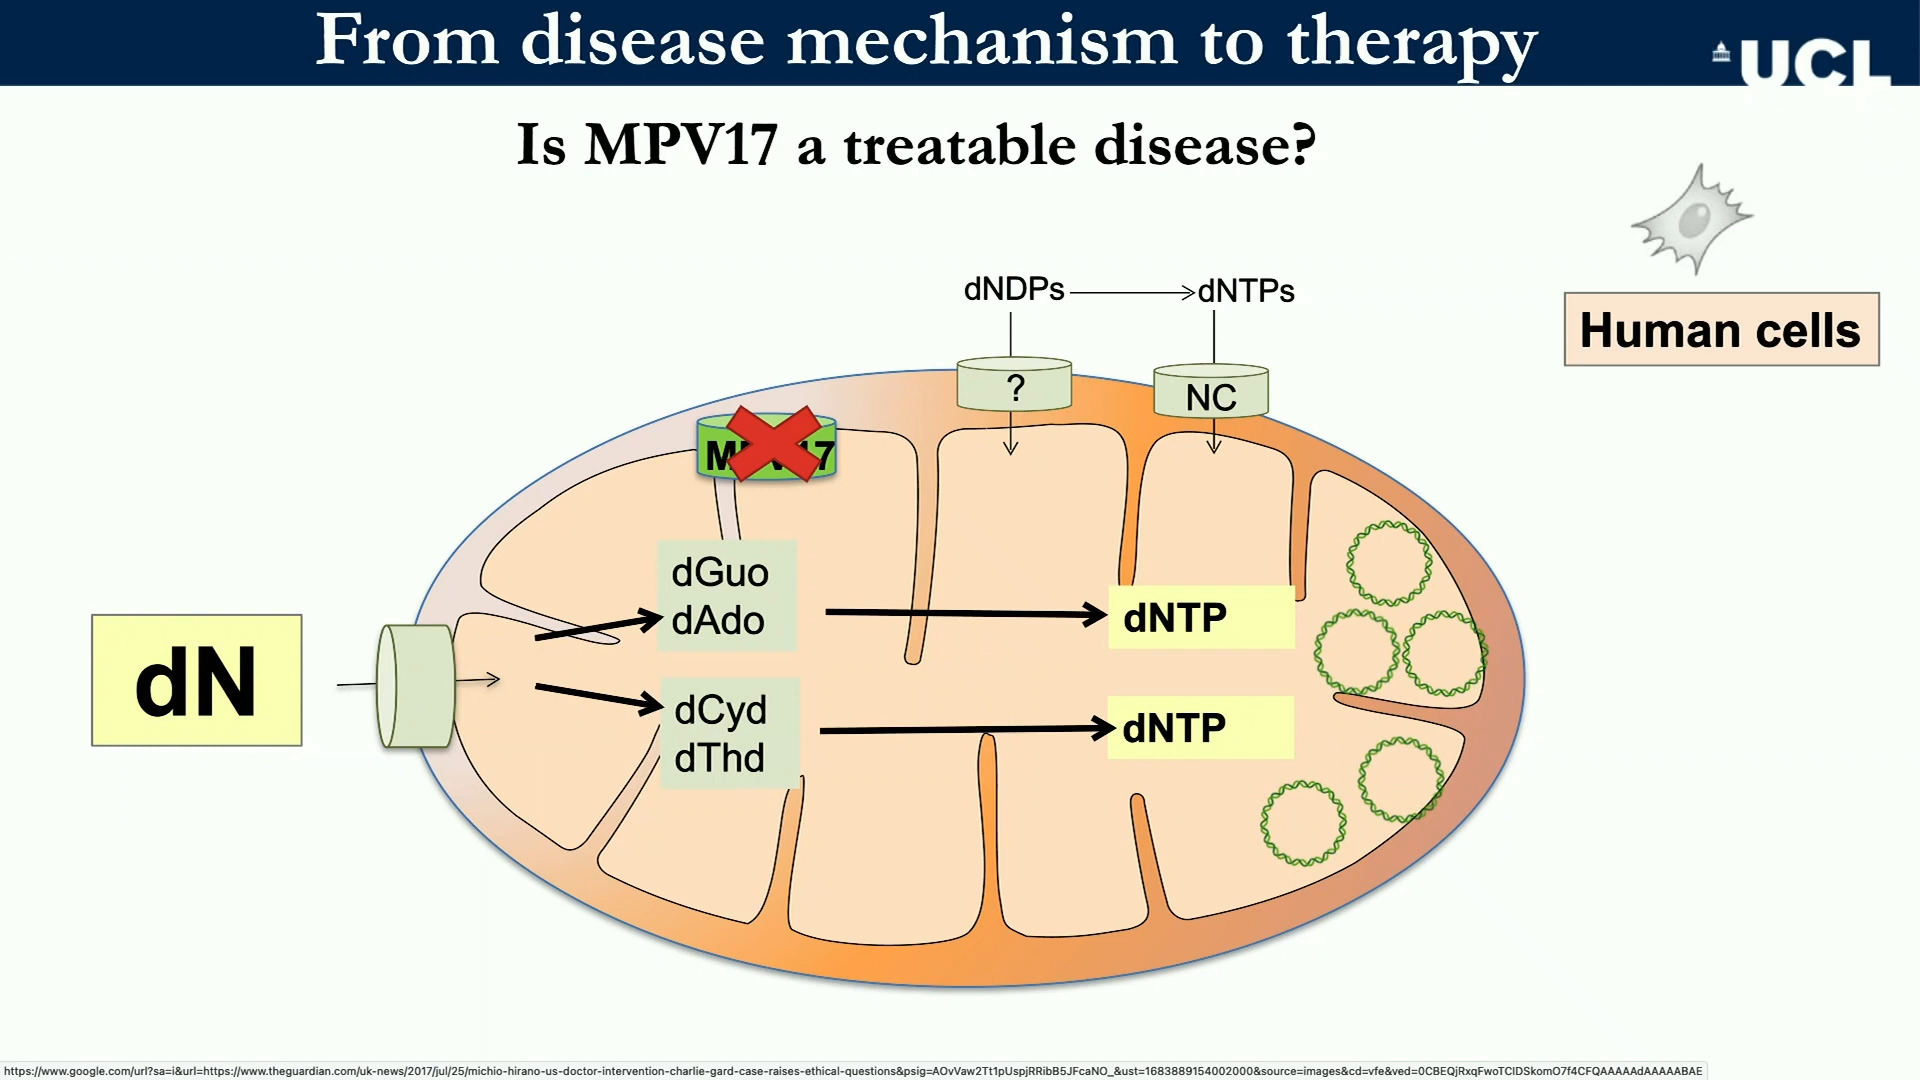 From disease mechanism to therapy
UCL
Is MPV17 a treatable disease?
dNDPs
dNTPs
Human cells
?
NC
MPV17
dGuo
dAdo
dNTP
dN
dCyd
dThd
dNTP
https://www.google.com/url?sa=i&url=https://www.theguardian.com/uk-news/2017/jul/25/michio-hirano-us-doctor-intervention-charlie-gard-case-raises-ethical-questions&psig=AOvVaw2Tt1pUspjRRibB5JFcaNO_&ust=1683889154002000&source=images&cd=vfe&ved=0CBEQjRxqFwoTCIDSkomO7f4CFQAAAAAdAAAAABAE